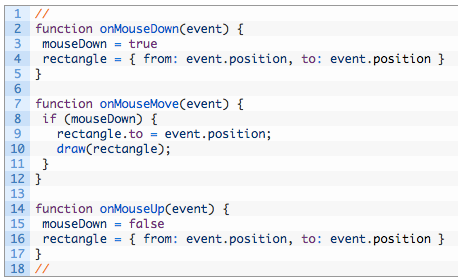 1 //
2 function onMouseDown(event) {
3  mouseDown = true
4  rectangle = { from: event.position, to: event.position }
5 }
6
7 function onMouseMove(event) {
8  if (mouseDown) {
9    rectangle.to = event.position;
10    draw(rectangle);
11  }
12 }
13
14 function onMouseUp(event) {
15  mouseDown = false
16  rectangle = { from: event.position, to: event.position }
17 }
18 //